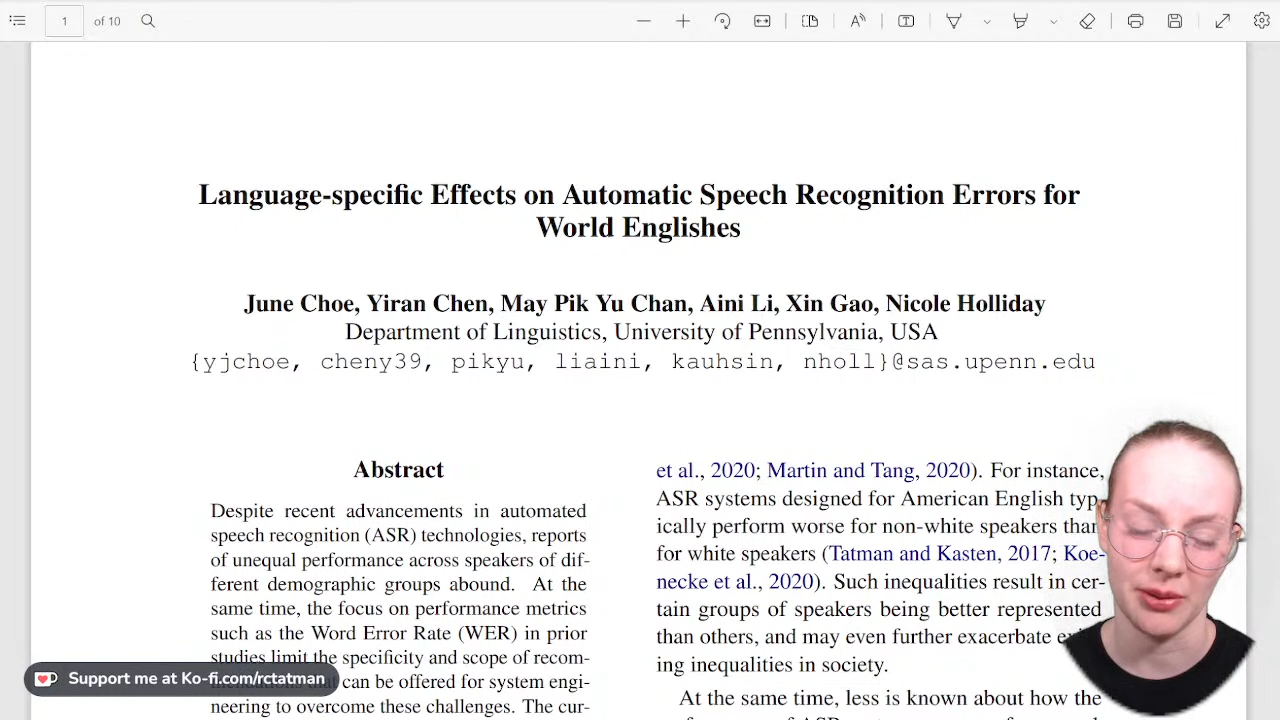 1 of 10
Language-specific Effects on Automatic Speech Recognition Errors for
World Englishes
June Choe, Yiran Chen, May Pik Yu Chan, Aini Li, Xin Gao, Nicole Holliday
Department of Linguistics, University of Pennsylvania, USA
{yjchoe, cheny39, pikyu, liaini, kauhsin, nholl}@sas.upenn.edu
Abstract
Despite recent advancements in automated
speech recognition (ASR) technologies, reports
of unequal performance across speakers of dif-
ferent demographic groups abound. At the
same time, the focus on performance metrics
such as the Word Error Rate (WER) in prior
studies limit the specificity and scope of recom-
can be offered for system engi-
neering to overcome these challenges. The cur-
et al., 2020; Martin and Tang, 2020). For instance,
ASR systems designed for American English typ-
ically perform worse for non-white speakers than
for white speakers (Tatman and Kasten, 2017; Koe-
necke et al., 2020). Such inequalities result in cer-
tain groups of speakers being better represented
than others, and may even further exacerbate
ing inequalities in society.
At the same time, less is known about how the
Support me at Ko-fi.com/rctatman